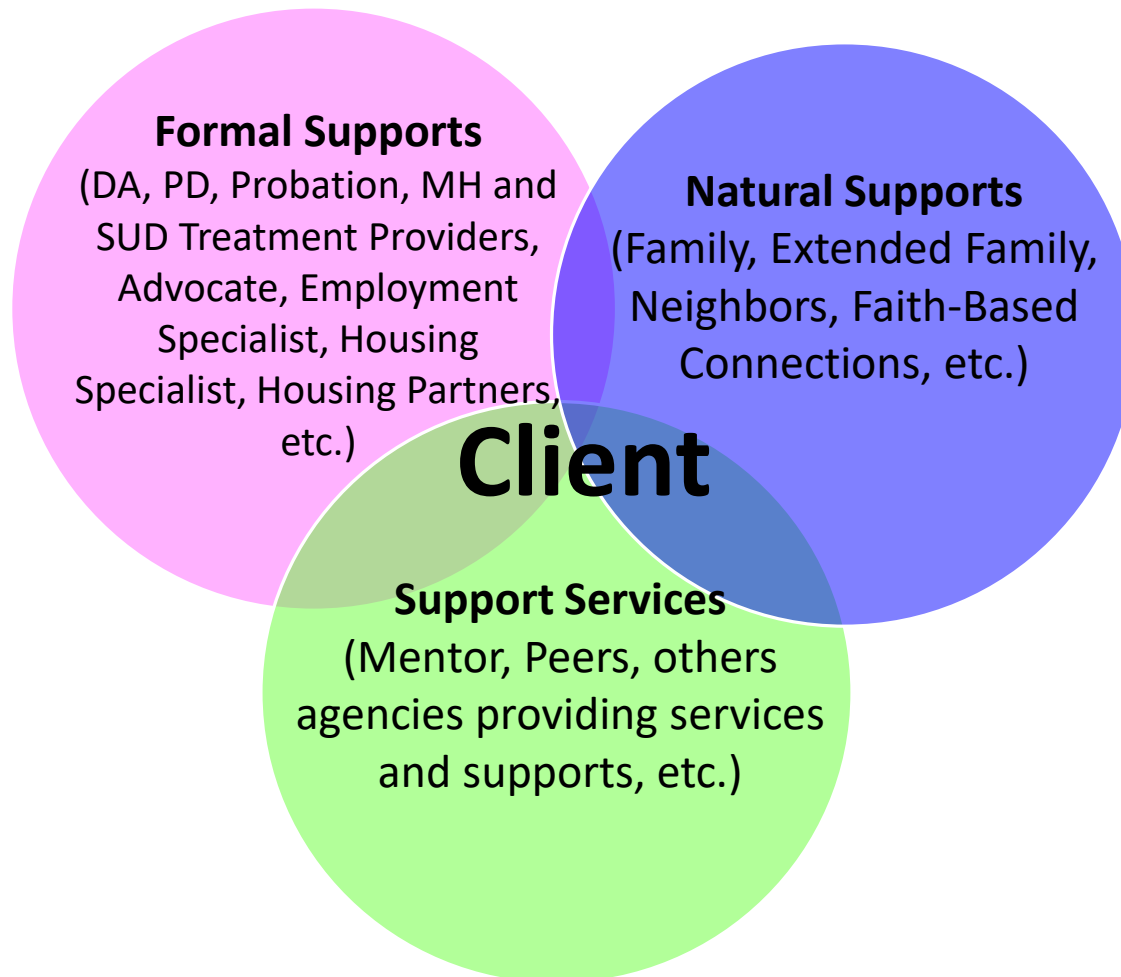 Formal Supports
(DA, PD, Probation, MH and
SUD Treatment Providers,
Advocate, Employment
Specialist, Housing
Specialist, Housing Partners,
etc.)
Natural Supports
(Family, Extended Family,
Neighbors, Faith-Based
Connections, etc.)
Client
Support Services
(Mentor, Peers, others
agencies providing services
and supports, etc.)